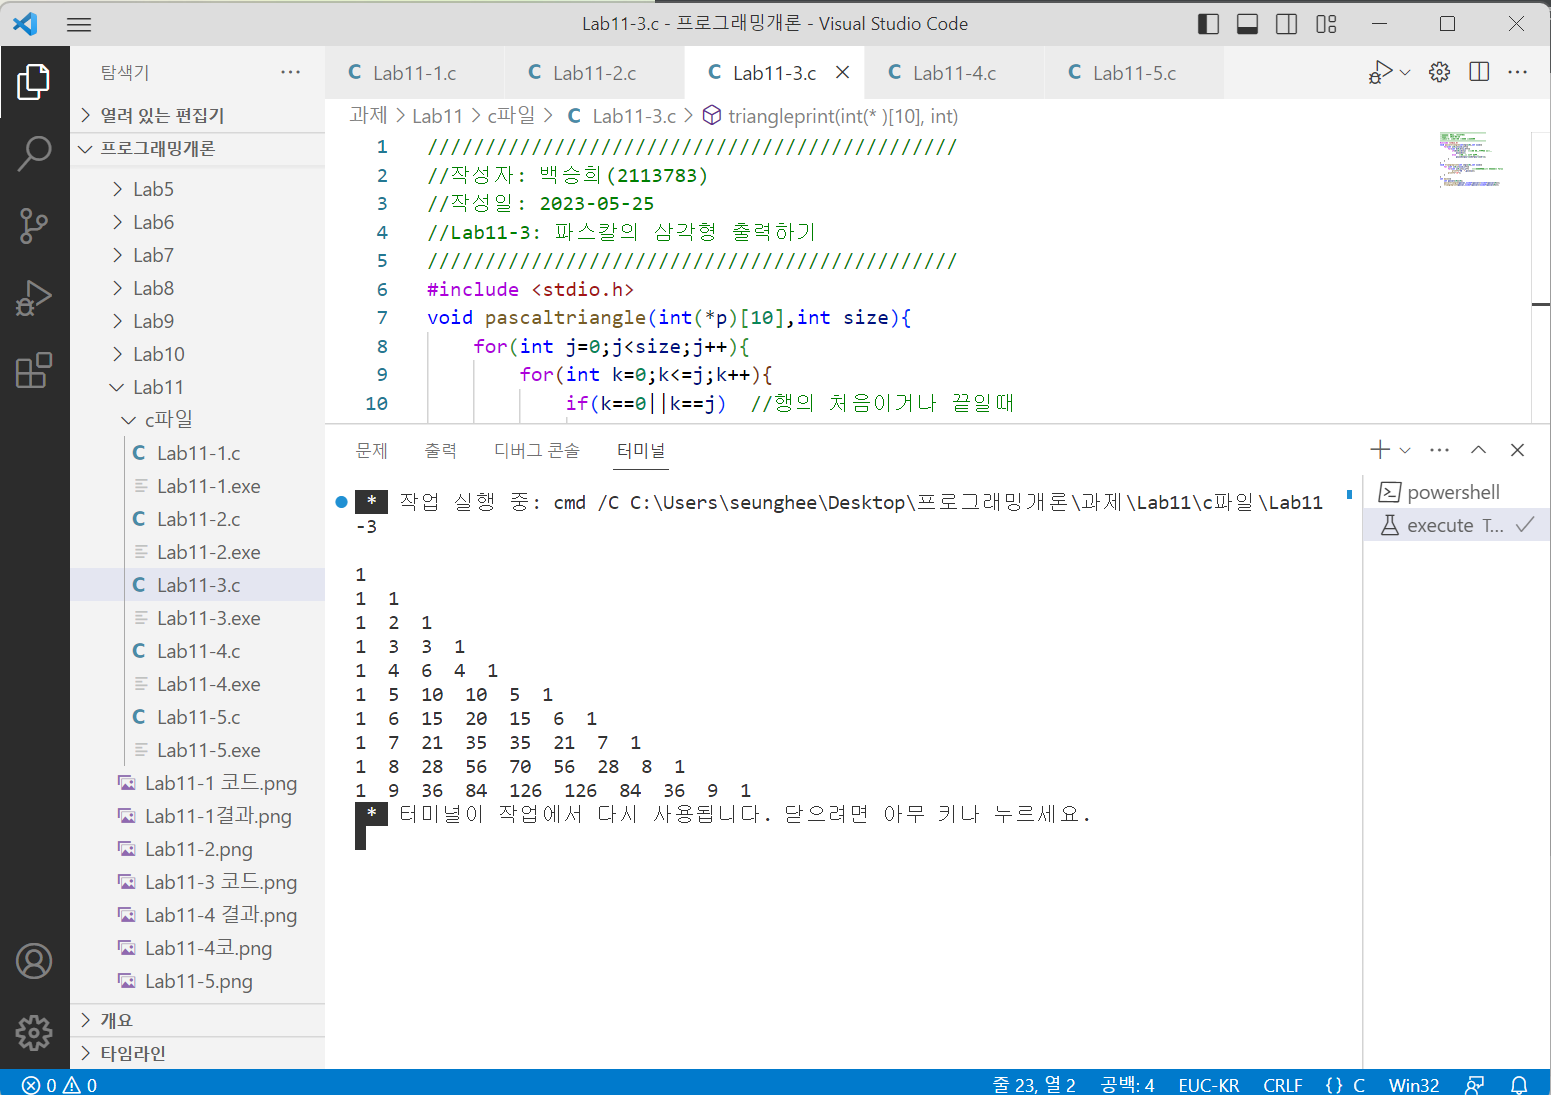 Lab11-3.c - 프로그래밍개론 - Visual Studio Code
탐색기
열려 있는 편집기
프로그래밍개론
Lab5
Lab6
Lab7
Lab8
Lab9
Lab10
Lab11
c파일
Lab11-1.c
Lab11-1.exe
Lab11-2.c
Lab11-2.exe
Lab11-3.c
Lab11-3.exe
Lab11-4.c
Lab11-4.exe
Lab11-5.c
Lab11-5.exe
Lab11-1 코드.png
Lab11-1결과.png
Lab11-2.png
Lab11-3 코드.png
Lab11-4 결과.png
Lab11-4코.png
Lab11-5.png
개요
타임라인
C Lab11-1.c C Lab11-2.c C Lab11-3.c C Lab11-4.c C Lab11-5.c
과제 > Lab11 > c파일 > C Lab11-3.c > triangleprint(int(* )[10], int)
1 //////////////////////////////////////////////
2 //작성자: 백승희(2113783)
3 //작성일: 2023-05-25
4 //Lab11-3: 파스칼의 삼각형 출력하기
5 //////////////////////////////////////////////
6 #include <stdio.h>
7 void pascaltriangle(int(*p)[10],int size){
8 for(int j=0;j<size;j++){
9 for(int k=0;k<=j;k++){
10 if(k==0||k==j) //행의 처음이거나 끝일때
문제 출력 디버그 콘솔 터미널
* 작업 실행 중: cmd /C C:\Users\seunghee\Desktop\프로그래밍개론\과제\Lab11\c파일\Lab11
-3
1
1 1
1 2 1
1 3 3 1
1 4 6 4 1
1 5 10 10 5 1
1 6 15 20 15 6 1
1 7 21 35 35 21 7 1
1 8 28 56 70 56 28 8 1
1 9 36 84 126 126 84 36 9 1
* 터미널이 작업에서 다시 사용됩니다. 닫으려면 아무 키나 누르세요.
powershell
execute T...
0 0 줄 23, 열 2 공백: 4 EUC-KR CRLF {} C Win32